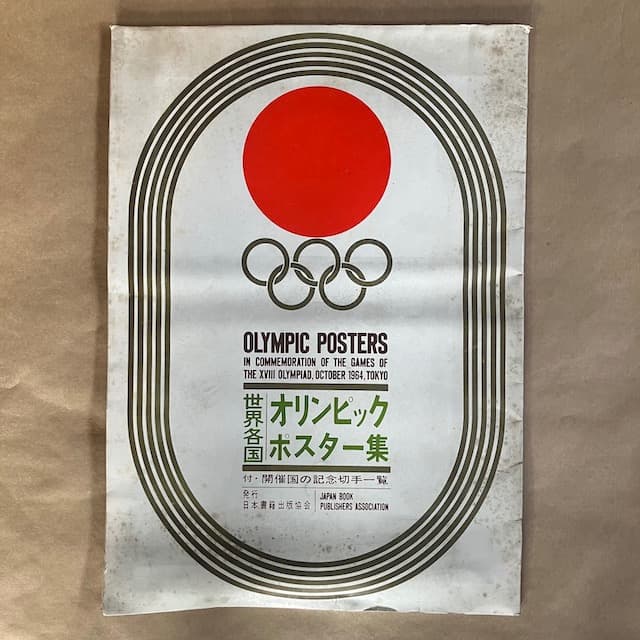 OLYMPIC POSTERS
IN COMMEMORATION OF THE GAMES OF
THE XVIII OLYMPIAD, OCTOBER 1964, TOKYO
世界各国
オリンピック
ポスター集
付・開催国の記念切手一覧
発行
日本書籍出版協会
JAPAN BOOK
PUBLISHERS ASSOCIATION